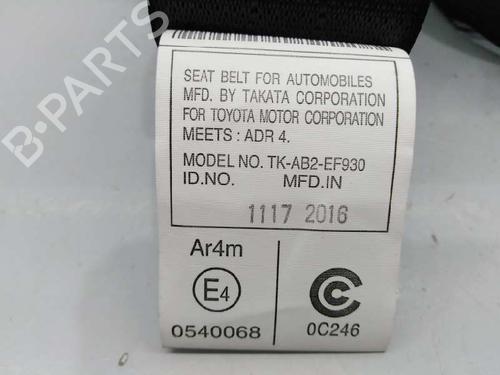 B-PARTS
SEAT BELT FOR AUTOMOBILES
MFD. BY TAKATA CORPORATION
FOR TOYOTA MOTOR CORPORATION
MEETS : ADR 4.
MODEL NO. TK-AB2-EF930
ID.NO. MFD.IN
1117 2016
Ar4m
E4
0540068
0C246